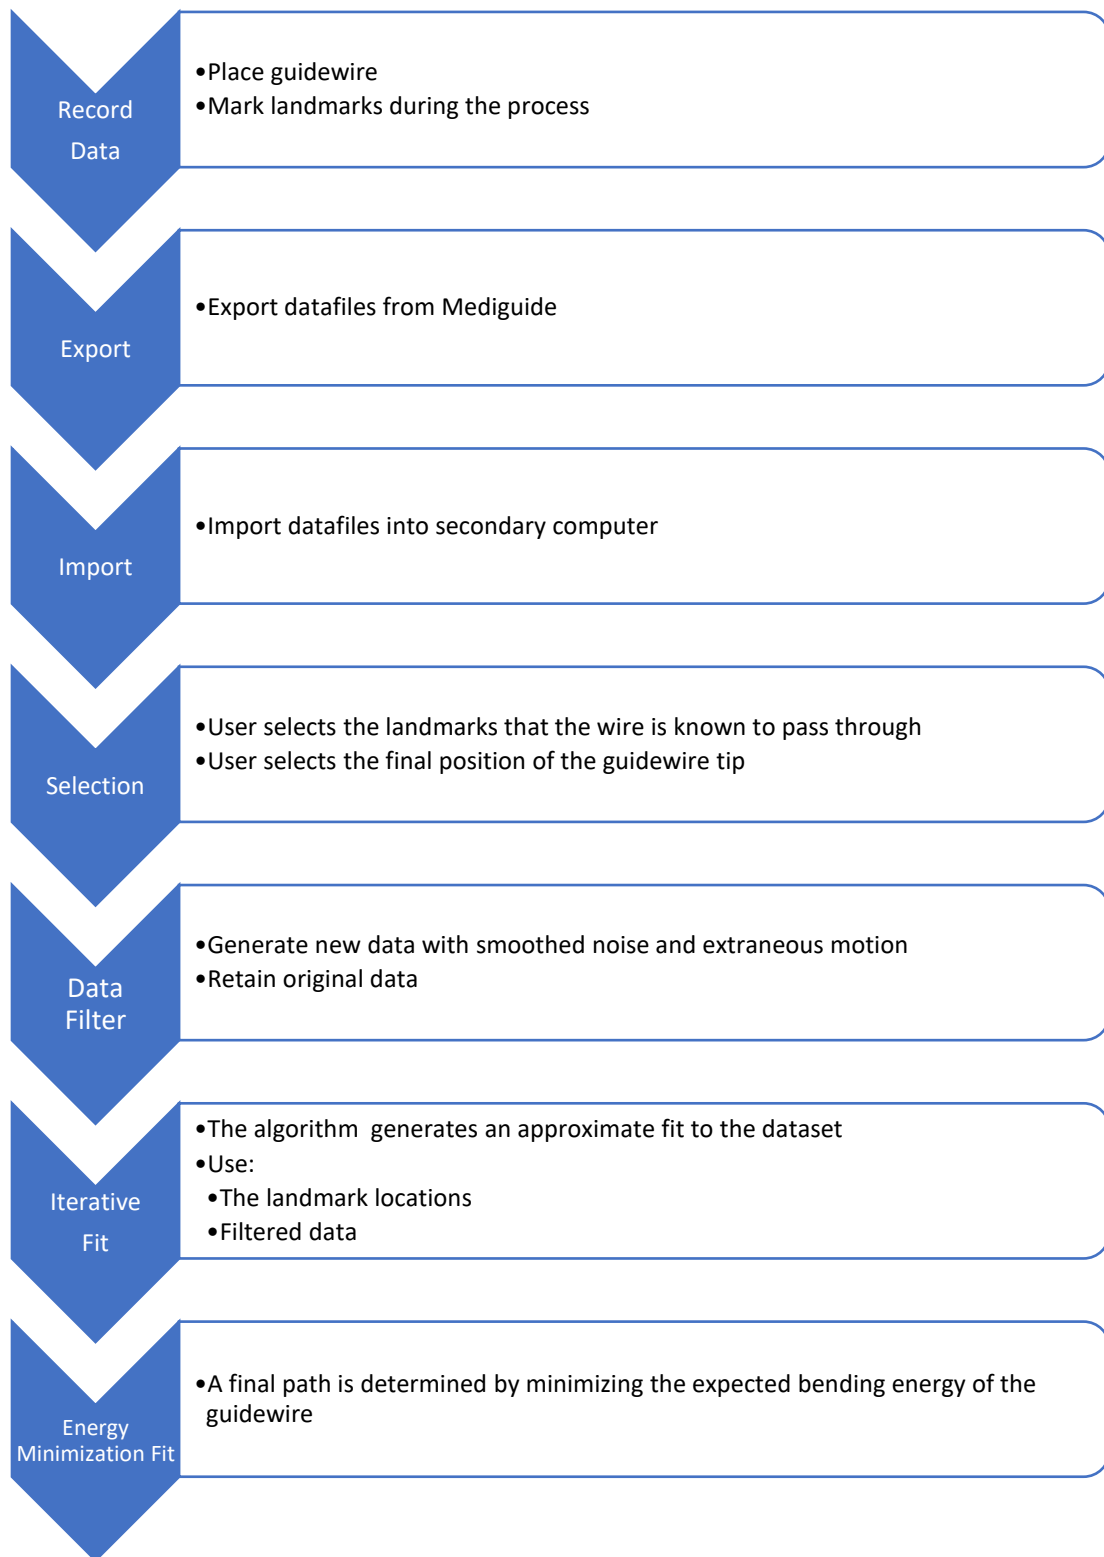 Record
Data
•Place guidewire
•Mark landmarks during the process
Export
•Export datafiles from Mediguide
Import
•Import datafiles into secondary computer
Selection
•User selects the landmarks that the wire is known to pass through
•User selects the final position of the guidewire tip
Data
Filter
•Generate new data with smoothed noise and extraneous motion
•Retain original data
Iterative
Fit
•The algorithm  generates an approximate fit to the dataset
•Use:
•The landmark locations
•Filtered data
Energy
Minimization Fit
•A final path is determined by minimizing the expected bending energy of the
guidewire